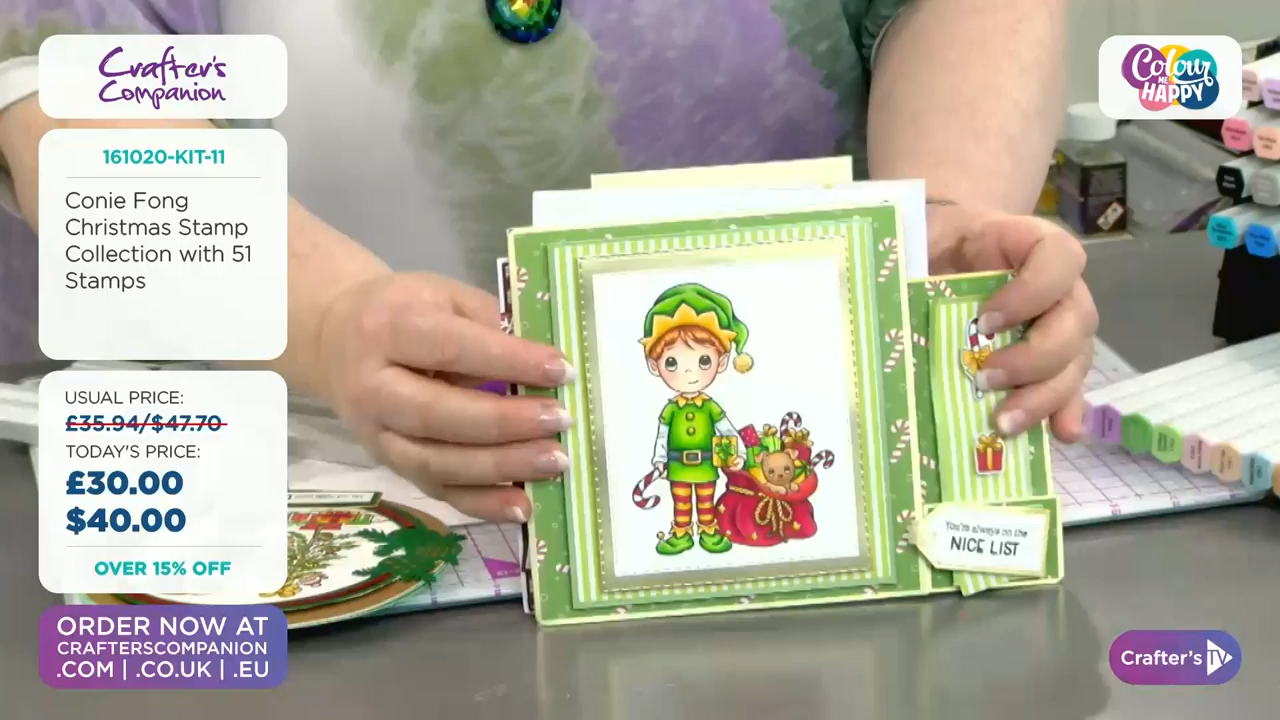 Crafter's
Companion
161020-KIT-11
Conie Fong
Christmas Stamp
Collection with 51
Stamps
USUAL PRICE:
£35.94/$47.70
TODAY'S PRICE:
£30.00
$40.00
OVER 15% OFF
ORDER NOW AT
CRAFTERSCOMPANION
.COM | .CO.UK | .EU
Colour
ME
HAPPY
You're always on the
NICE LIST
Crafter's TV